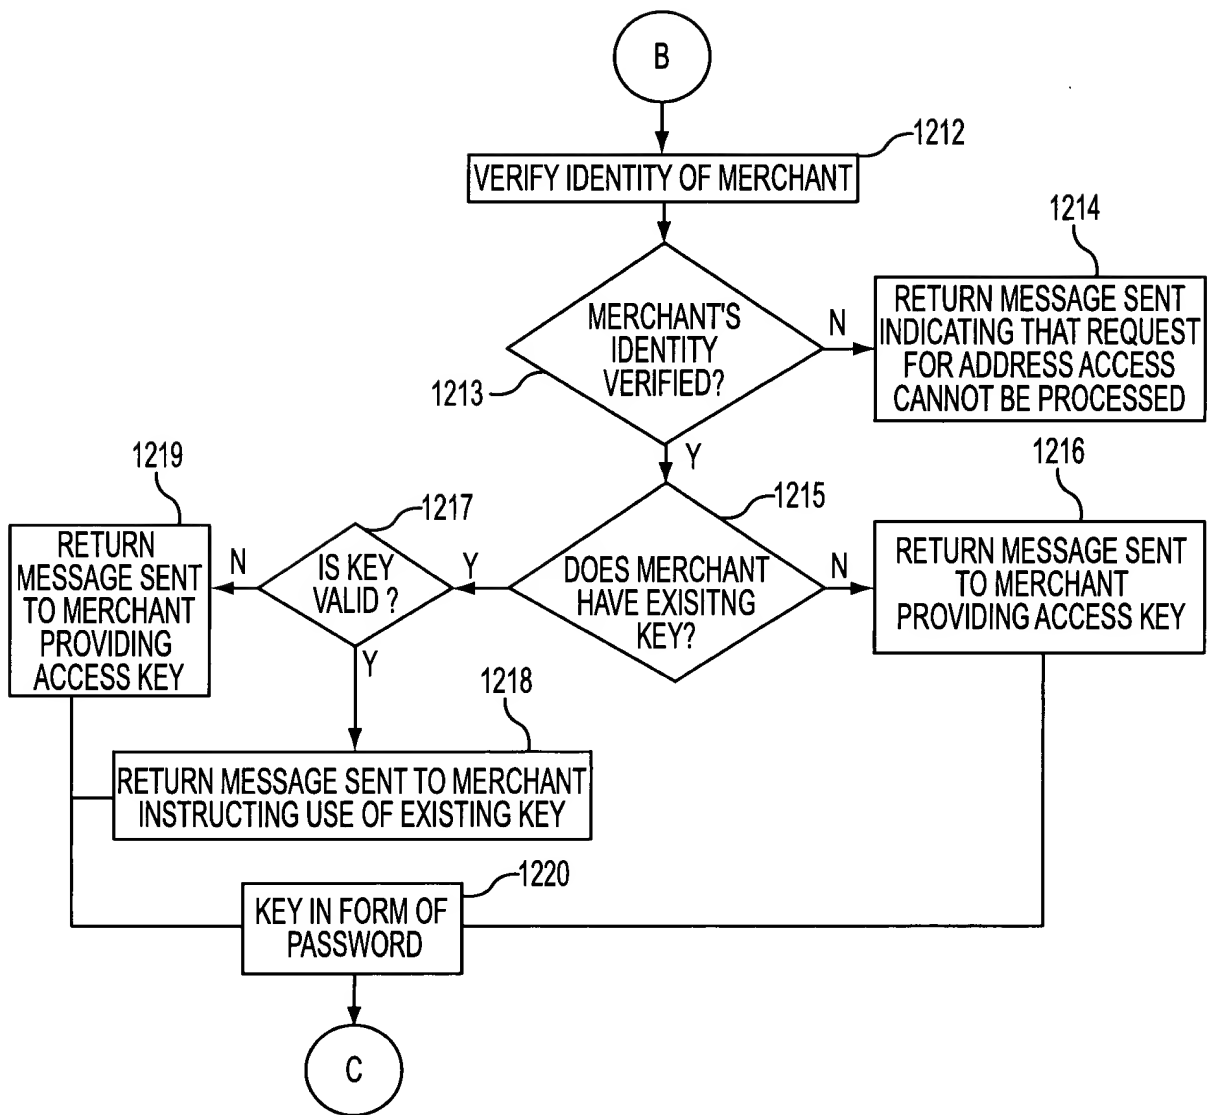 B
1212
VERIFY IDENTITY OF MERCHANT
1214
MERCHANT'S
IDENTITY
VERIFIED?
1213
N
RETURN MESSAGE SENT
INDICATING THAT REQUEST
FOR ADDRESS ACCESS
CANNOT BE PROCESSED
Y
1219
1217
1215
1216
RETURN
MESSAGE SENT
TO MERCHANT
PROVIDING
ACCESS KEY
N
IS KEY
VALID ?
Y
DOES MERCHANT
HAVE EXISITNG
KEY?
N
RETURN MESSAGE SENT
TO MERCHANT
PROVIDING ACCESS KEY
Y
1218
RETURN MESSAGE SENT TO MERCHANT
INSTRUCTING USE OF EXISTING KEY
1220
KEY IN FORM OF
PASSWORD
C